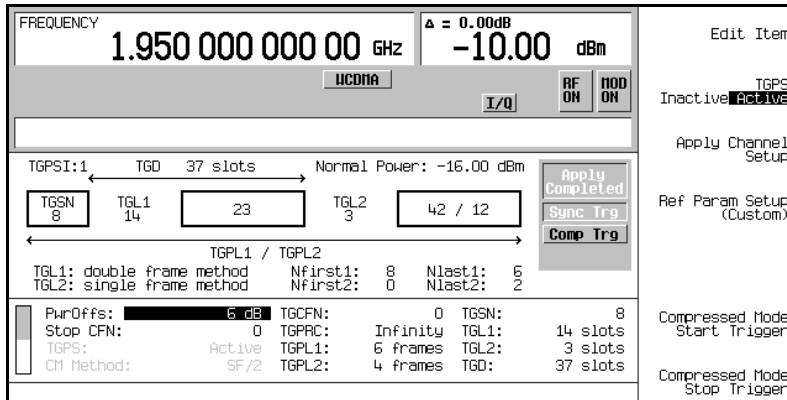 FREQUENCY
1.950 000 000 00 GHz
Δ = 0.00dB
-10.00 dBm
WCDMA
I/Q
RF ON
MOD ON
Edit Item
TGPS
Inactive Active
Apply Channel
Setup
Ref Param Setup
(Custom)
Compressed Mode
Start Trigger
Compressed Mode
Stop Trigger
TGPSI:1 TGD 37 slots Normal Power: -16.00 dBm
Apply
Completed
Sync Trg
Comp Trg
TGSN
8
TGL1
14
23
TGL2
3
42 / 12
TGPL1 / TGPL2
TGL1: double frame method Nfirst1: 8 Nlast1: 6
TGL2: single frame method Nfirst2: 0 Nlast2: 2
PwrOffs: 6 dB TGCFN: 0 TGSN: 8
Stop CFN: 0 TGPRC: Infinity TGL1: 14 slots
TGPS: Active TGPL1: 6 frames TGL2: 3 slots
CM Method: SF/2 TGPL2: 4 frames TGD: 37 slots